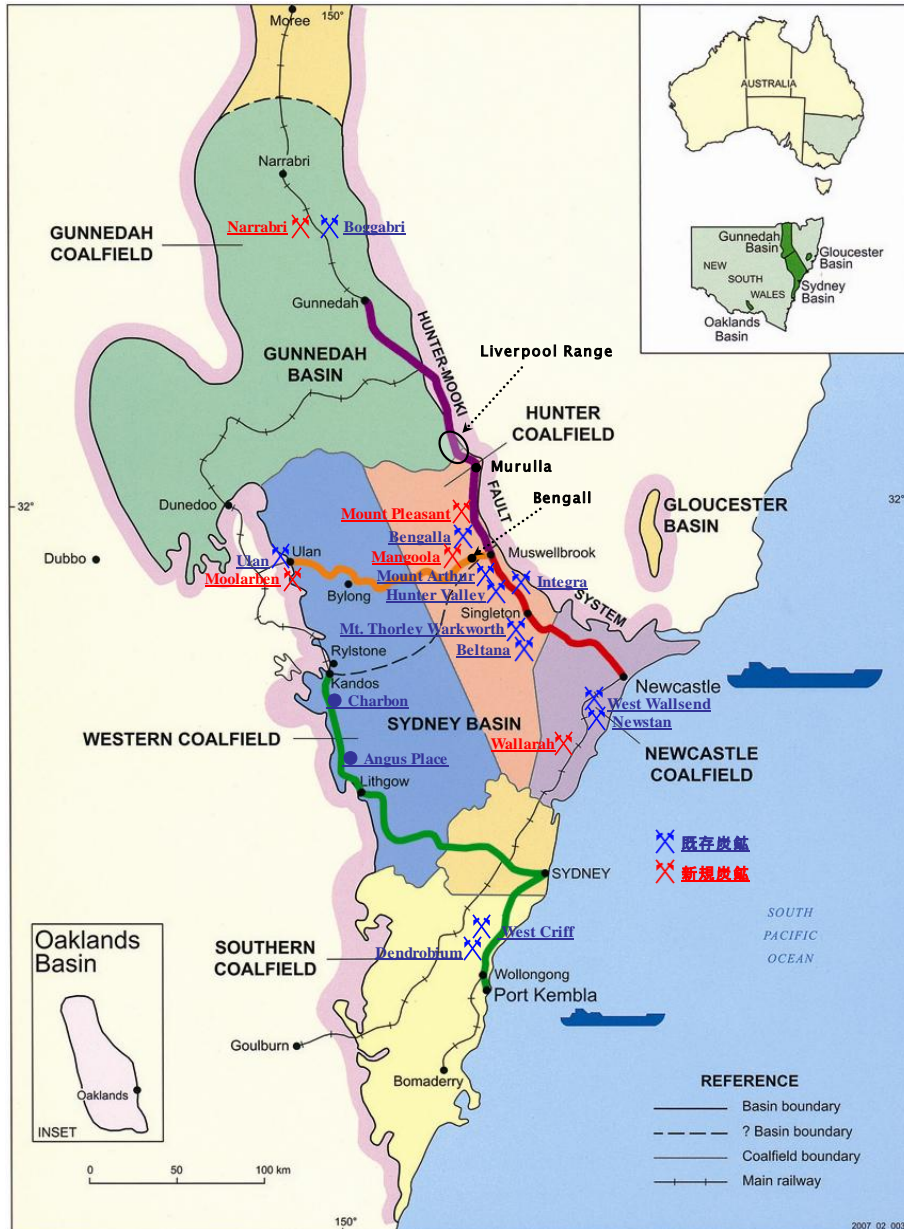 Moree
150°
AUSTRALIA
Narrabri
GUNNEDAH
COALFIELD
Narrabri
Boggabri
Gunnedah
Basin
NEW
SOUTH
WALES
Gloucester
Basin
Sydney
Basin
Oaklands
Basin
Gunnedah
HUNTER-MOOKI
GUNNEDAH
BASIN
Liverpool Range
HUNTER
COALFIELD
Murulla
Bengall
FAULT
32°
32°
Dunedoo
Mount Pleasant
Bengalla
GLOUCESTER
BASIN
Dubbo
Ulan
Ulan
Moolarben
Mangoola
Muswellbrook
Mount Arthur
Integra
Bylong
Hunter Valley
SYSTEM
Singleton
Mt. Thorley Warkworth
Beltana
Rylstone
Kandos
Newcastle
Charbon
West Wallsend
Newstan
SYDNEY BASIN
WESTERN COALFIELD
Wallarah
NEWCASTLE
COALFIELD
Angus Place
Lithgow
既存炭鉱
新規炭鉱
SYDNEY
SOUTH
PACIFIC
OCEAN
Oaklands
Basin
West Criff
SOUTHERN
COALFIELD
Dendrobium
Wollongong
Port Kembla
Goulburn
Bomaderry
Oaklands
INSET
REFERENCE
Basin boundary
? Basin boundary
Coalfield boundary
Main railway
0 50 100 km
150°
2007_02_003